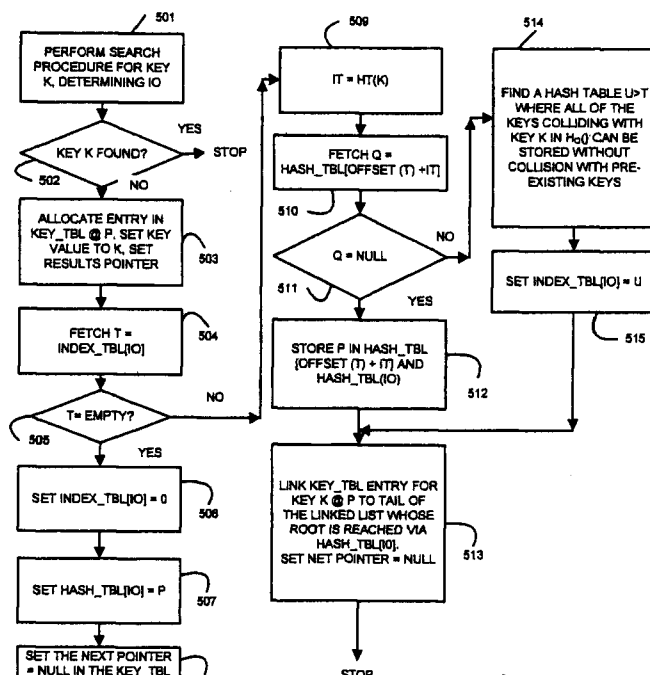 501
PERFORM SEARCH
PROCEDURE FOR KEY
K, DETERMINING IO
YES
KEY K FOUND?
STOP
502
NO
ALLOCATE ENTRY IN
KEY_TBL @ P, SET KEY
VALUE TO K, SET
RESULTS POINTER
503
FETCH T =
INDEX_TBL[IO]
504
NO
T= EMPTY?
505
YES
SET INDEX_TBL[IO] = 0
506
SET HASH_TBL[IO] = P
507
SET THE NEXT POINTER
= NULL IN THE KEY_TBL
509
IT = HT(K)
FETCH Q =
HASH_TBL[OFFSET (T) +IT]
510
NO
Q = NULL
511
YES
STORE P IN HASH_TBL
[OFFSET (T) + IT] AND
HASH_TBL(IO)
512
LINK KEY_TBL ENTRY FOR
KEY K @ P TO TAIL OF
THE LINKED LIST WHOSE
ROOT IS REACHED VIA
HASH_TBL[I0].
SET NET POINTER = NULL
513
STOP
514
FIND A HASH TABLE U>T
WHERE ALL OF THE
KEYS COLLIDING WITH
KEY K IN H₀() CAN BE
STORED WITHOUT
COLLISION WITH PRE-
EXISTING KEYS
SET INDEX_TBL[IO] = U
515